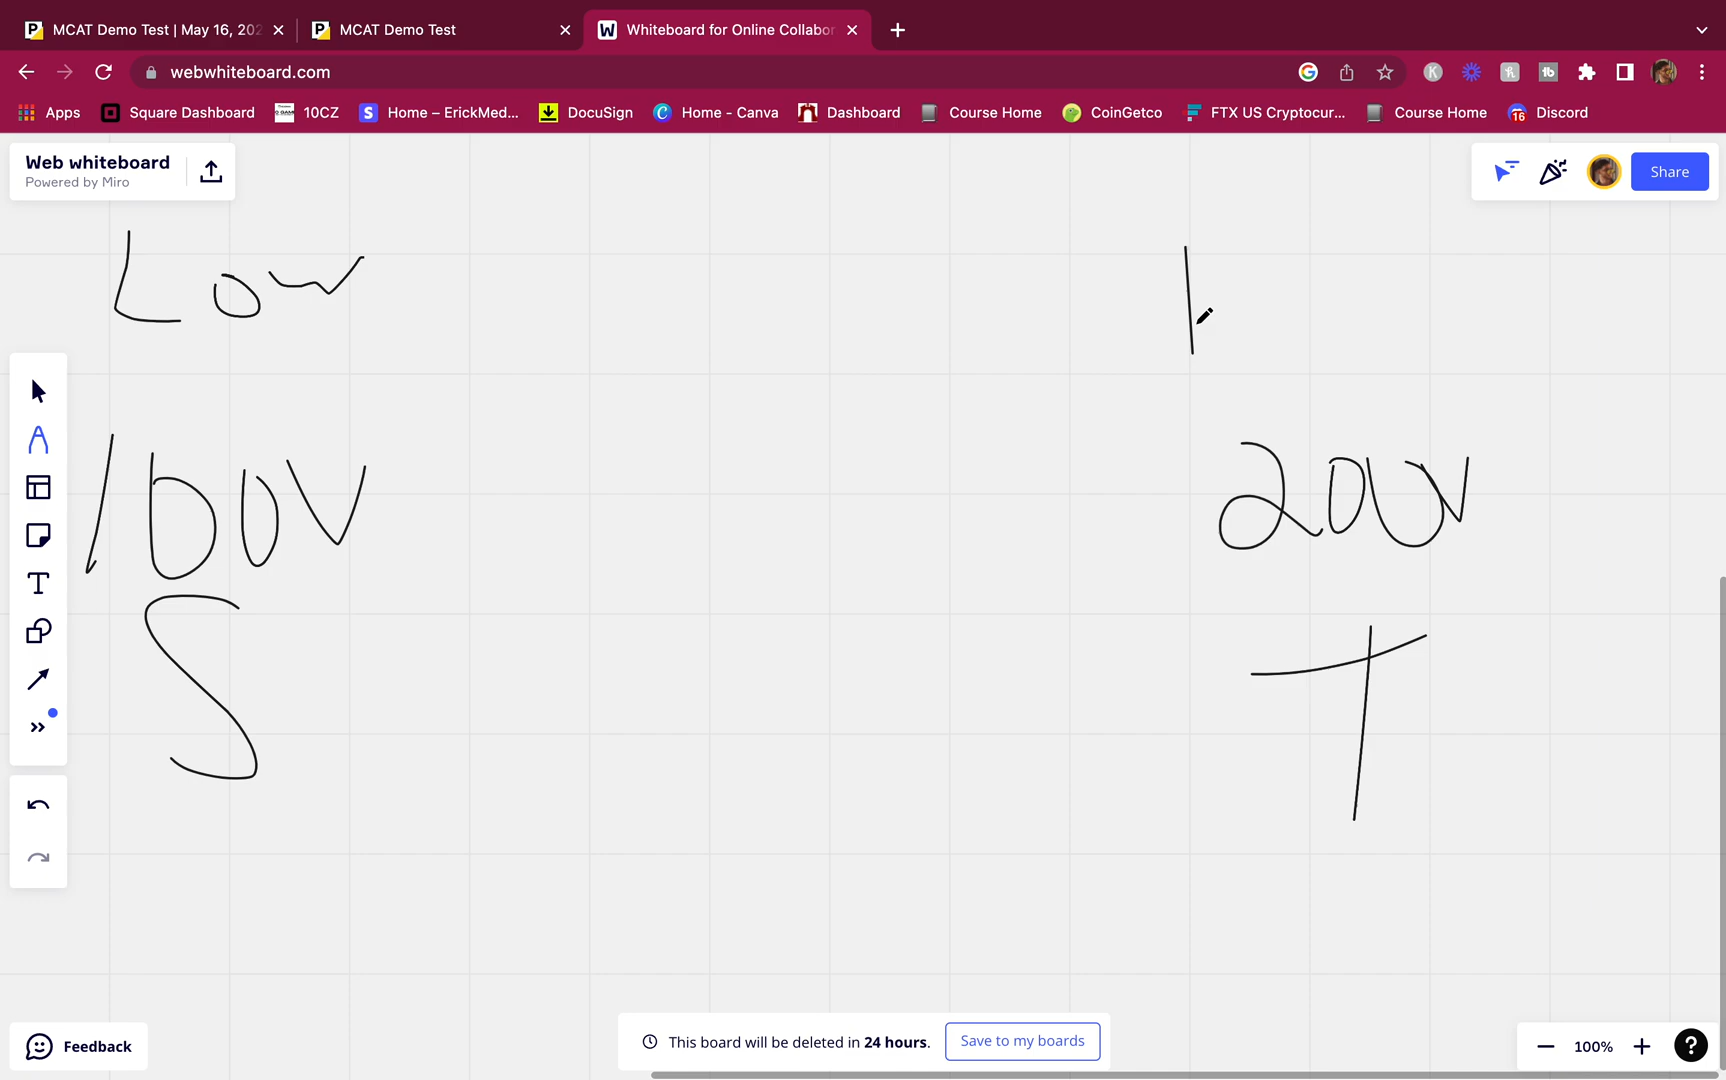 MCAT Demo Test | May 16, 202
MCAT Demo Test
Whiteboard for Online Collabor
webwhiteboard.com
Apps
Square Dashboard
10CZ
Home – ErickMed...
DocuSign
Home - Canva
Dashboard
Course Home
CoinGetco
FTX US Cryptocur...
Course Home
16
Discord
Web whiteboard
Powered by Miro
Share
Low
100V
200V
S
T
Feedback
This board will be deleted in 24 hours.
Save to my boards
100%